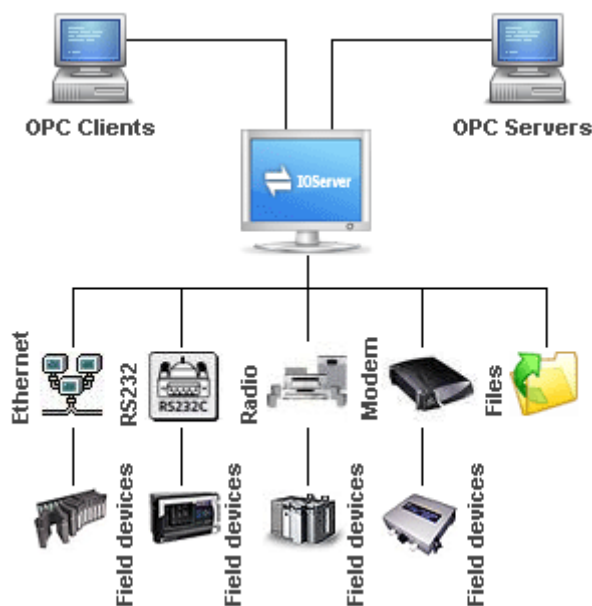 OPC Clients
OPC Servers
IOServer
Ethernet
RS232
RS232C
Radio
Modem
Files
Field devices
Field devices
Field devices
Field devices